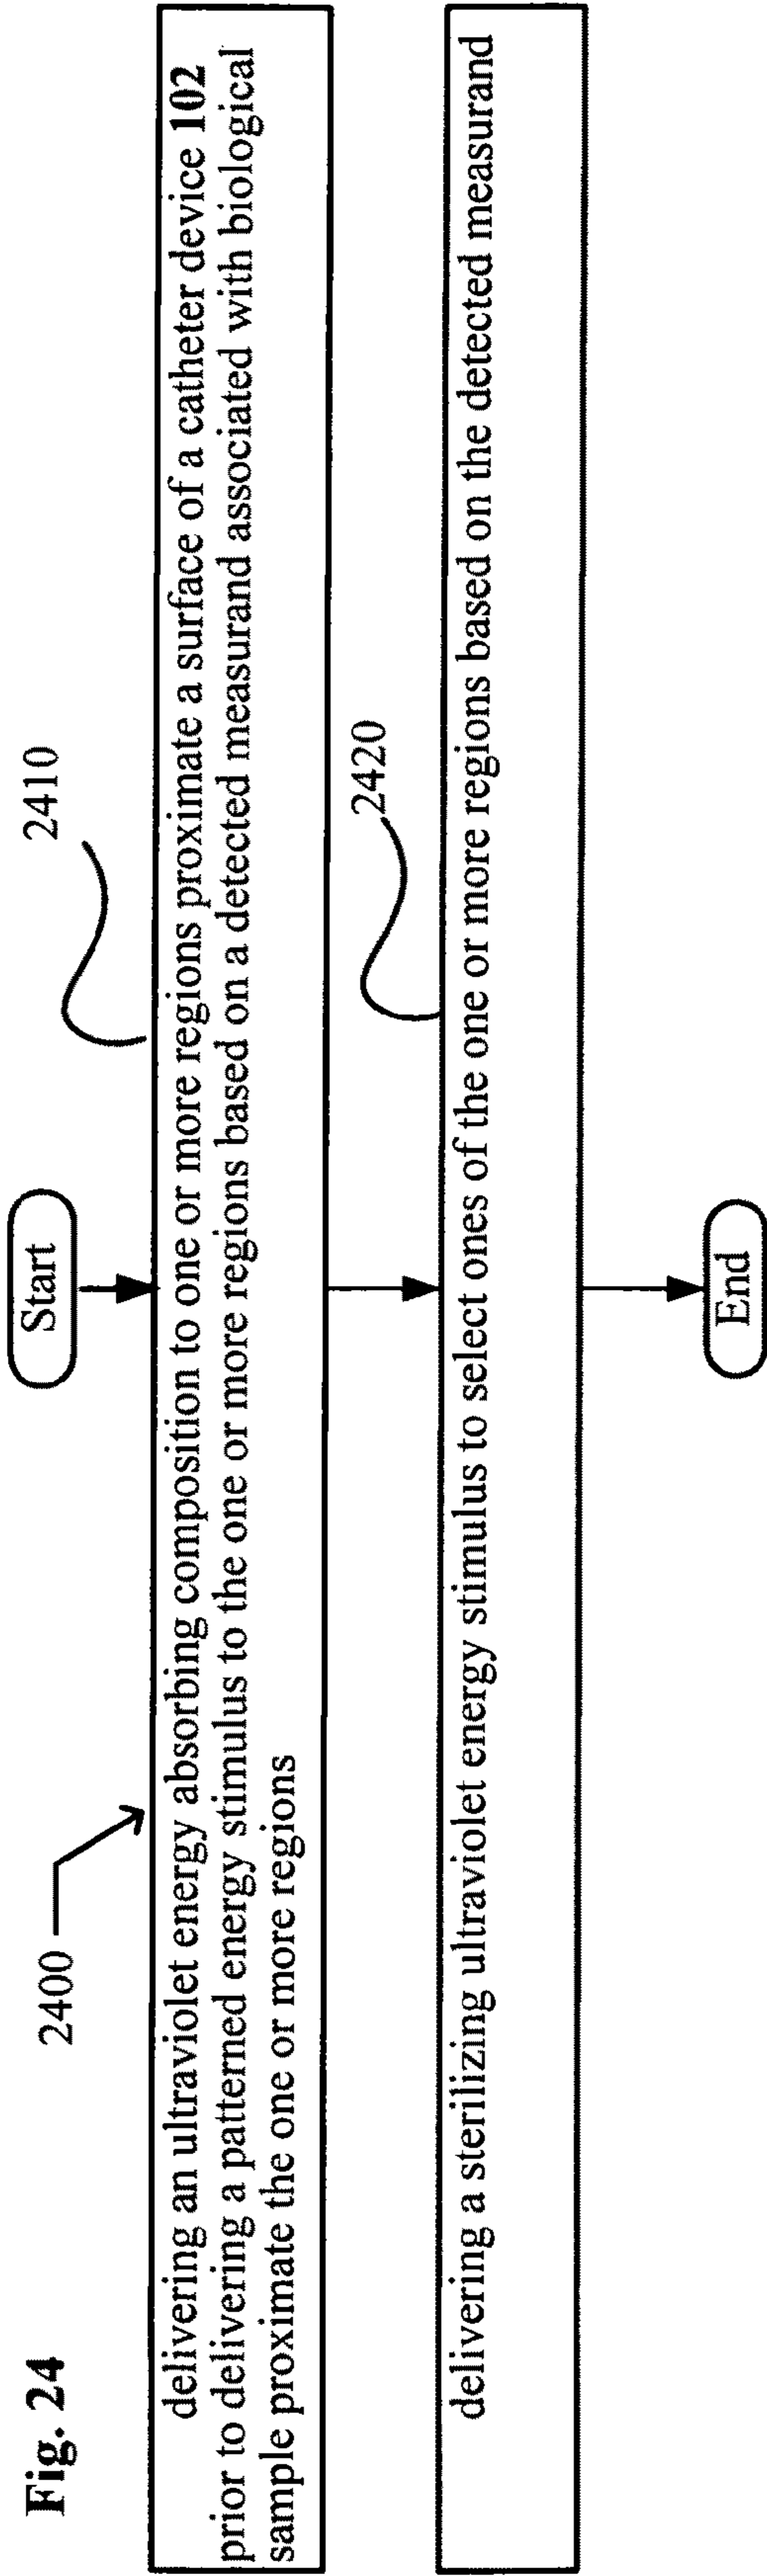 Fig. 24
2400
Start
2410
delivering an ultraviolet energy absorbing composition to one or more regions proximate a surface of a catheter device 102
prior to delivering a patterned energy stimulus to the one or more regions based on a detected measurand associated with biological
sample proximate the one or more regions
2420
delivering a sterilizing ultraviolet energy stimulus to select ones of the one or more regions based on the detected measurand
End